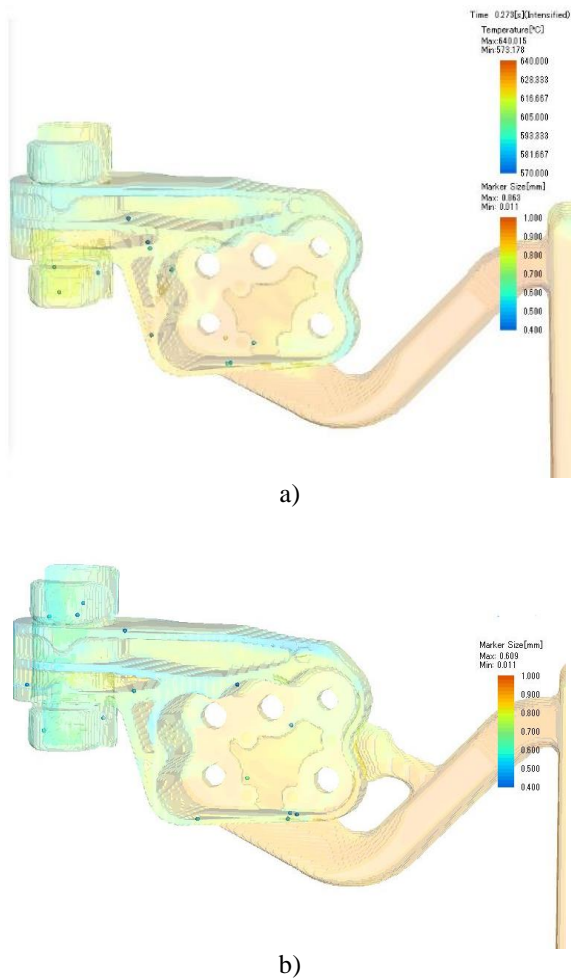 Time 0.273[s](Intensified)
Temperature[°C]
Max:640.015
Min:573.178
640.000
628.333
616.667
605.000
593.333
581.667
570.000
Marker Size[mm]
Max: 0.863
Min: 0.011
1.000
0.900
0.800
0.700
0.600
0.500
0.400
a)
Marker Size[mm]
Max: 0.609
Min: 0.011
1.000
0.900
0.800
0.700
0.600
0.500
0.400
b)